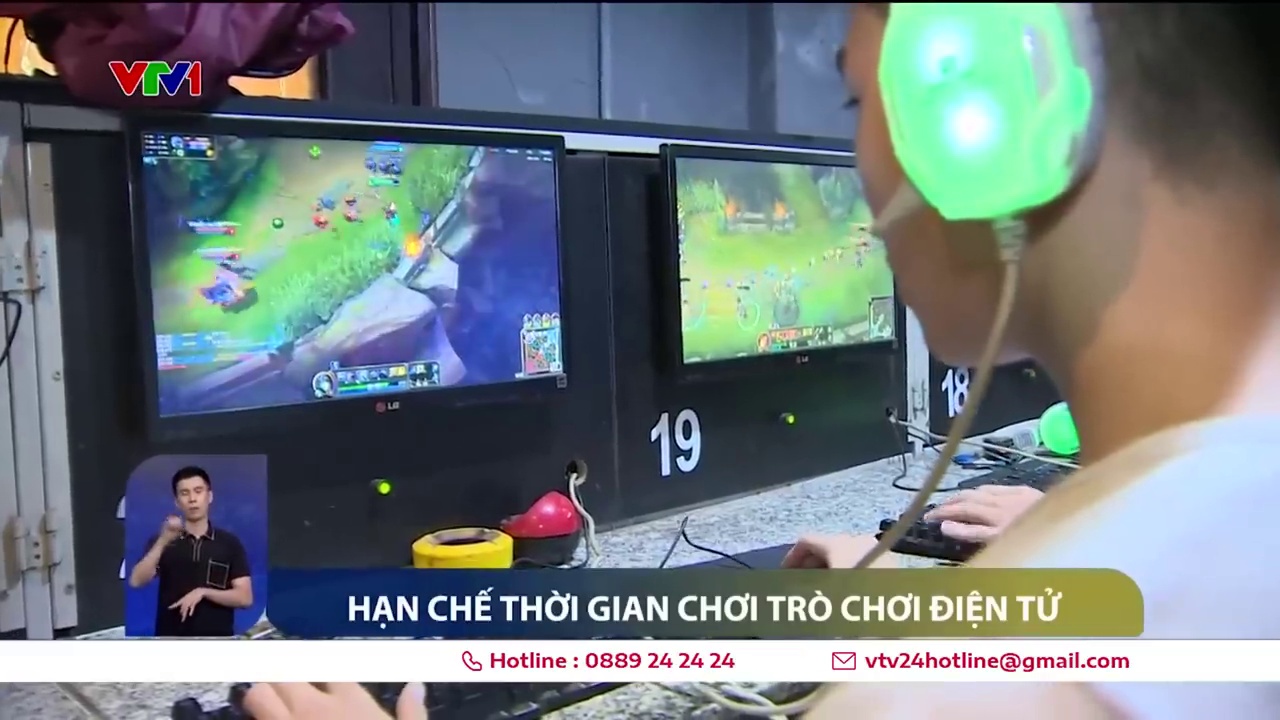 VTV1
LG
LG
19
18
HẠN CHẾ THỜI GIAN CHƠI TRÒ CHƠI ĐIỆN TỬ
Hotline : 0889 24 24 24
vtv24hotline@gmail.com